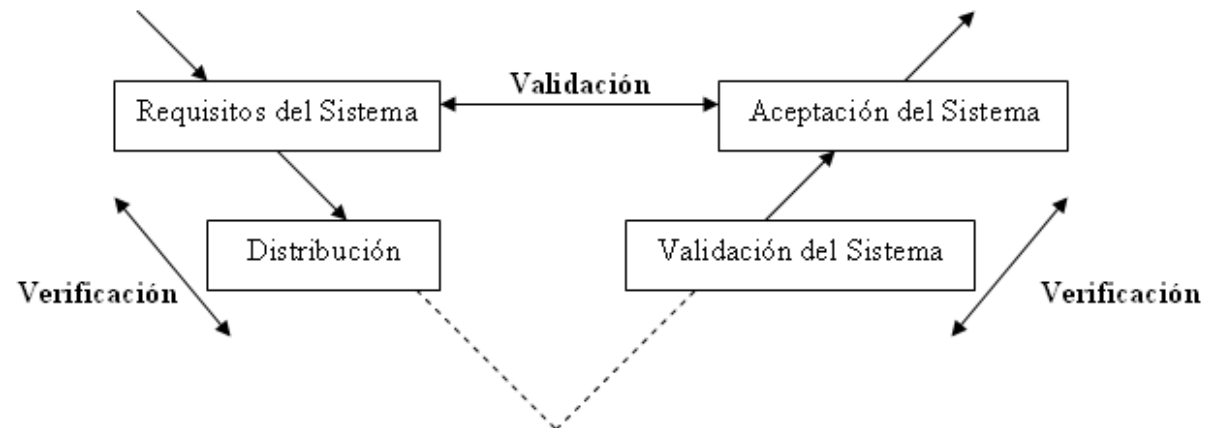 Validación
Requisitos del Sistema
Aceptación del Sistema
Distribución
Validación del Sistema
Verificación
Verificación